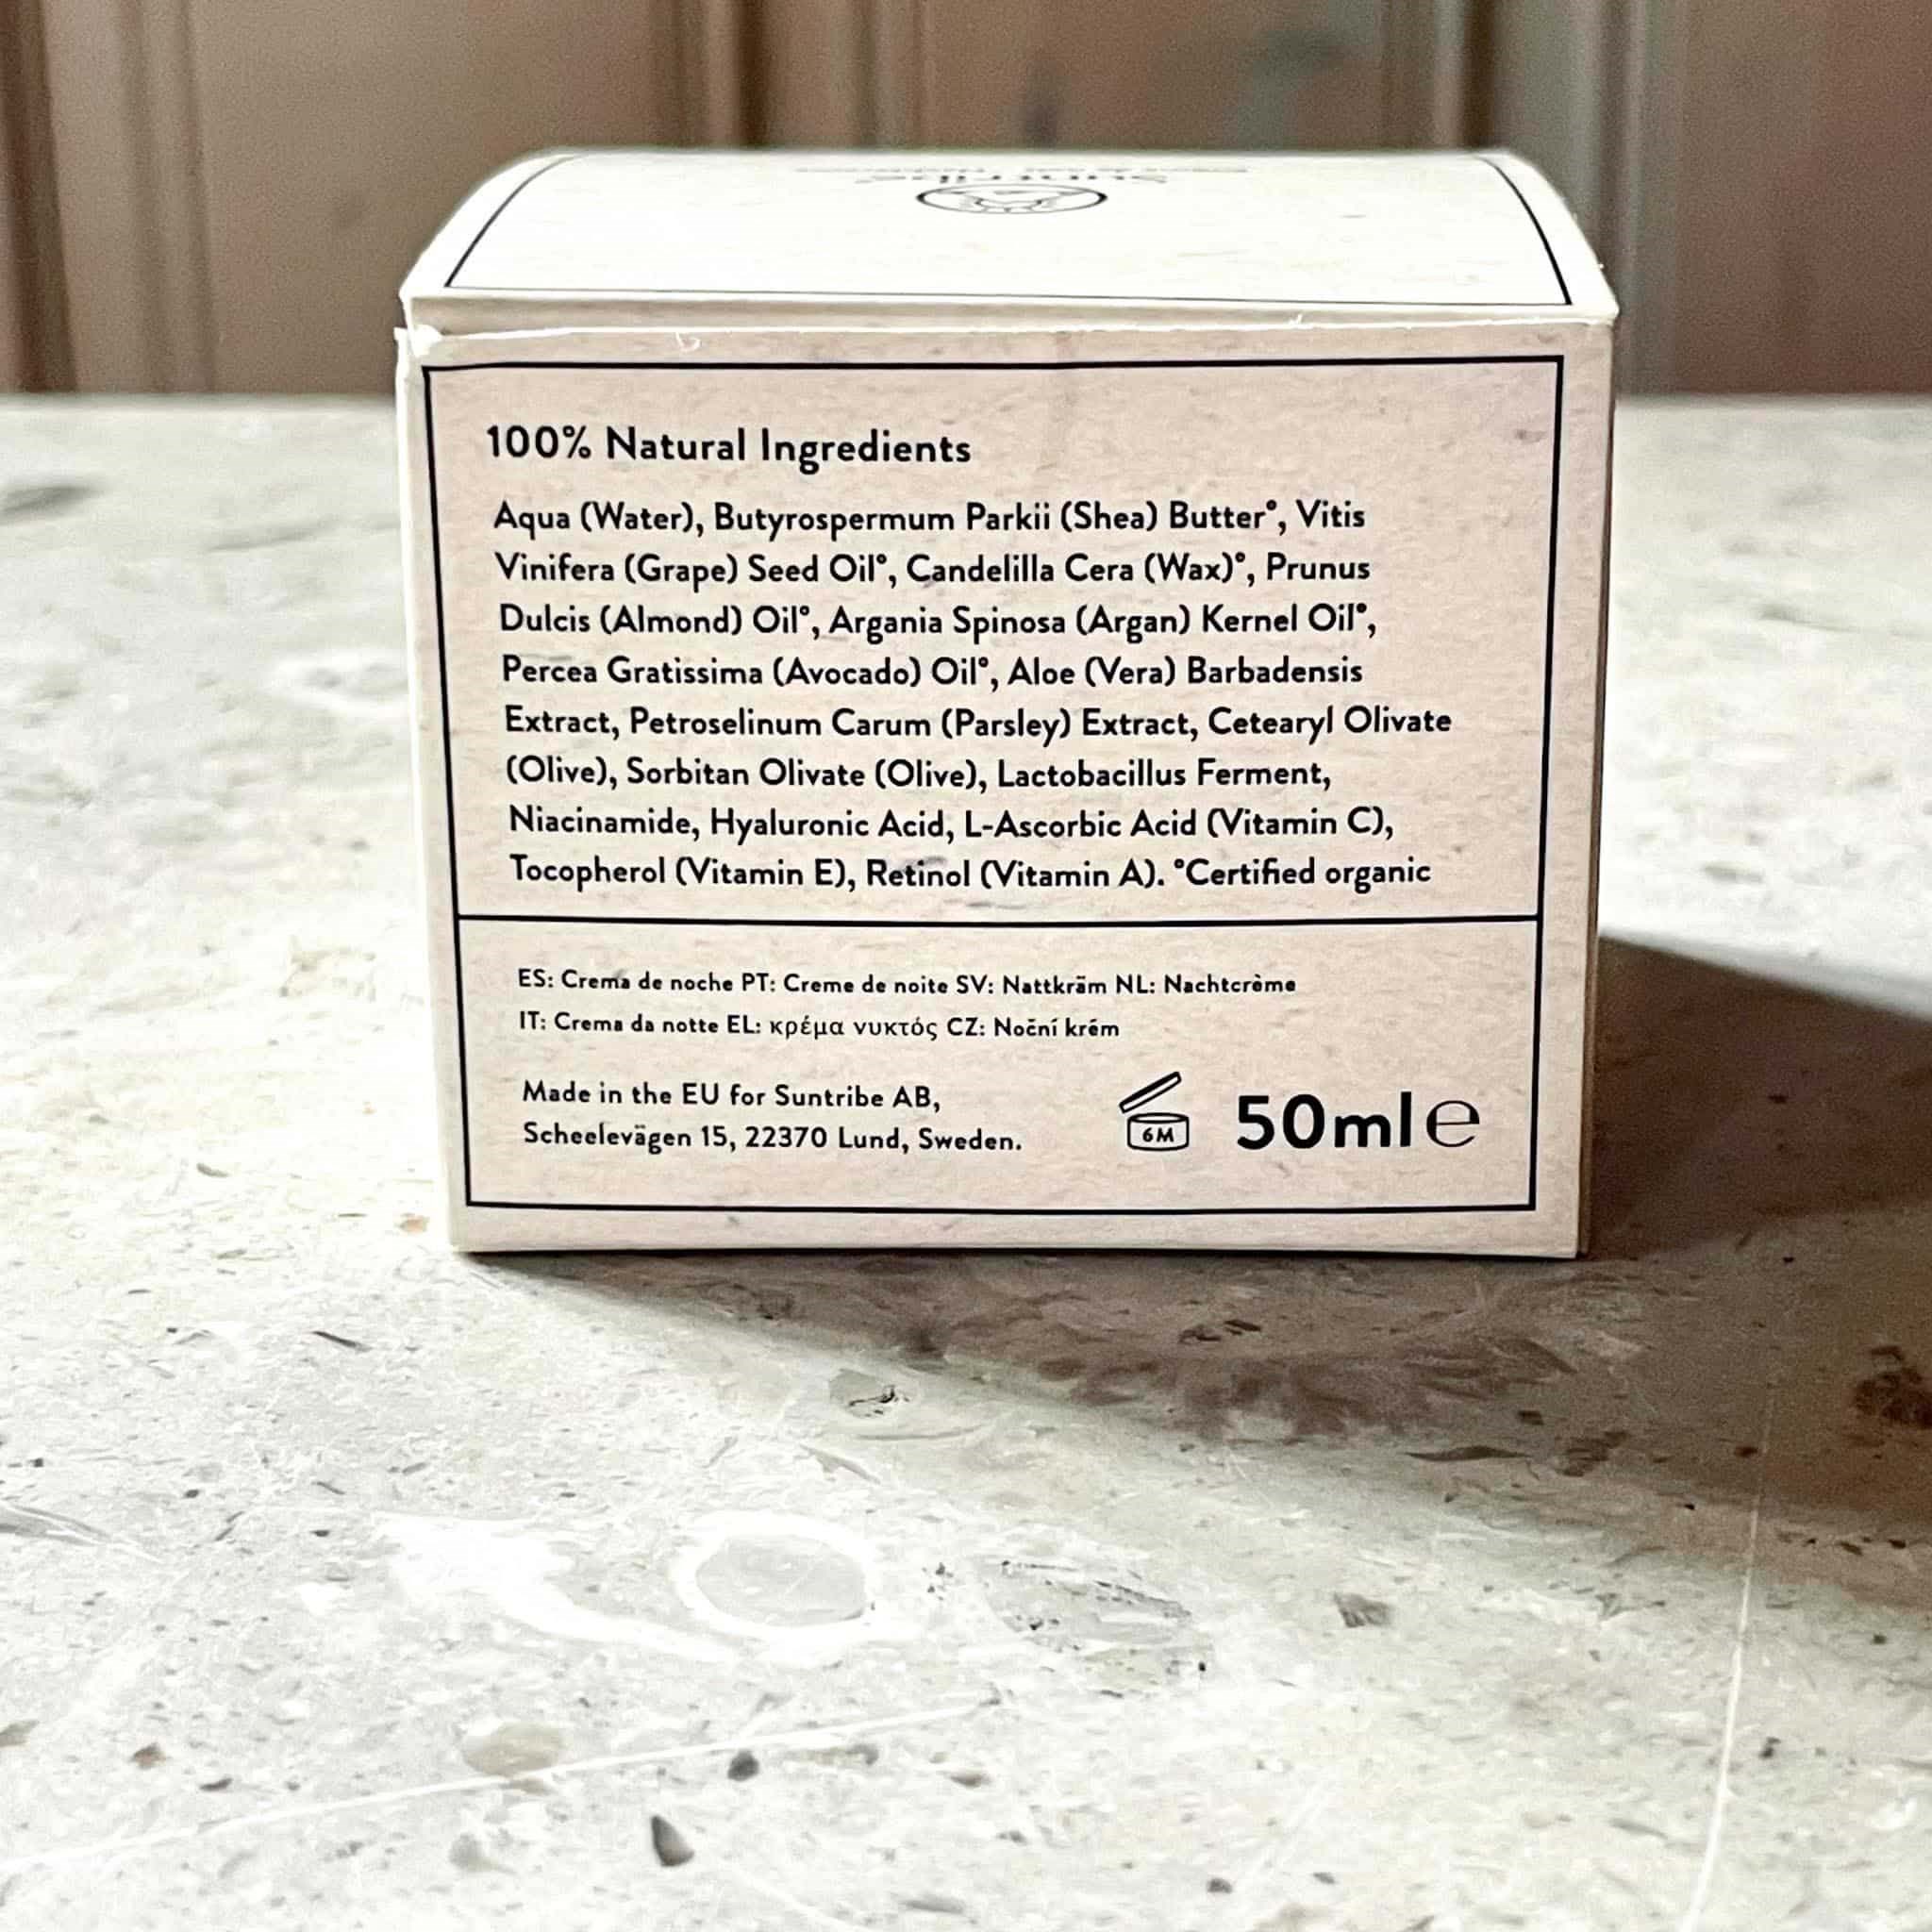 Suntribe
100% Natural Ingredients
Aqua (Water), Butyrospermum Parkii (Shea) Butter°, Vitis
Vinifera (Grape) Seed Oil°, Candelilla Cera (Wax)°, Prunus
Dulcis (Almond) Oil°, Argania Spinosa (Argan) Kernel Oil°,
Percea Gratissima (Avocado) Oil°, Aloe (Vera) Barbadensis
Extract, Petroselinum Carum (Parsley) Extract, Cetearyl Olivate
(Olive), Sorbitan Olivate (Olive), Lactobacillus Ferment,
Niacinamide, Hyaluronic Acid, L-Ascorbic Acid (Vitamin C),
Tocopherol (Vitamin E), Retinol (Vitamin A). °Certified organic
ES: Crema de noche PT: Creme de noite SV: Nattkräm NL: Nachtcrème
IT: Crema da notte EL: κρέμα νυκτός CZ: Noční krém
Made in the EU for Suntribe AB,
Scheelevägen 15, 22370 Lund, Sweden.
6M
50ml℮